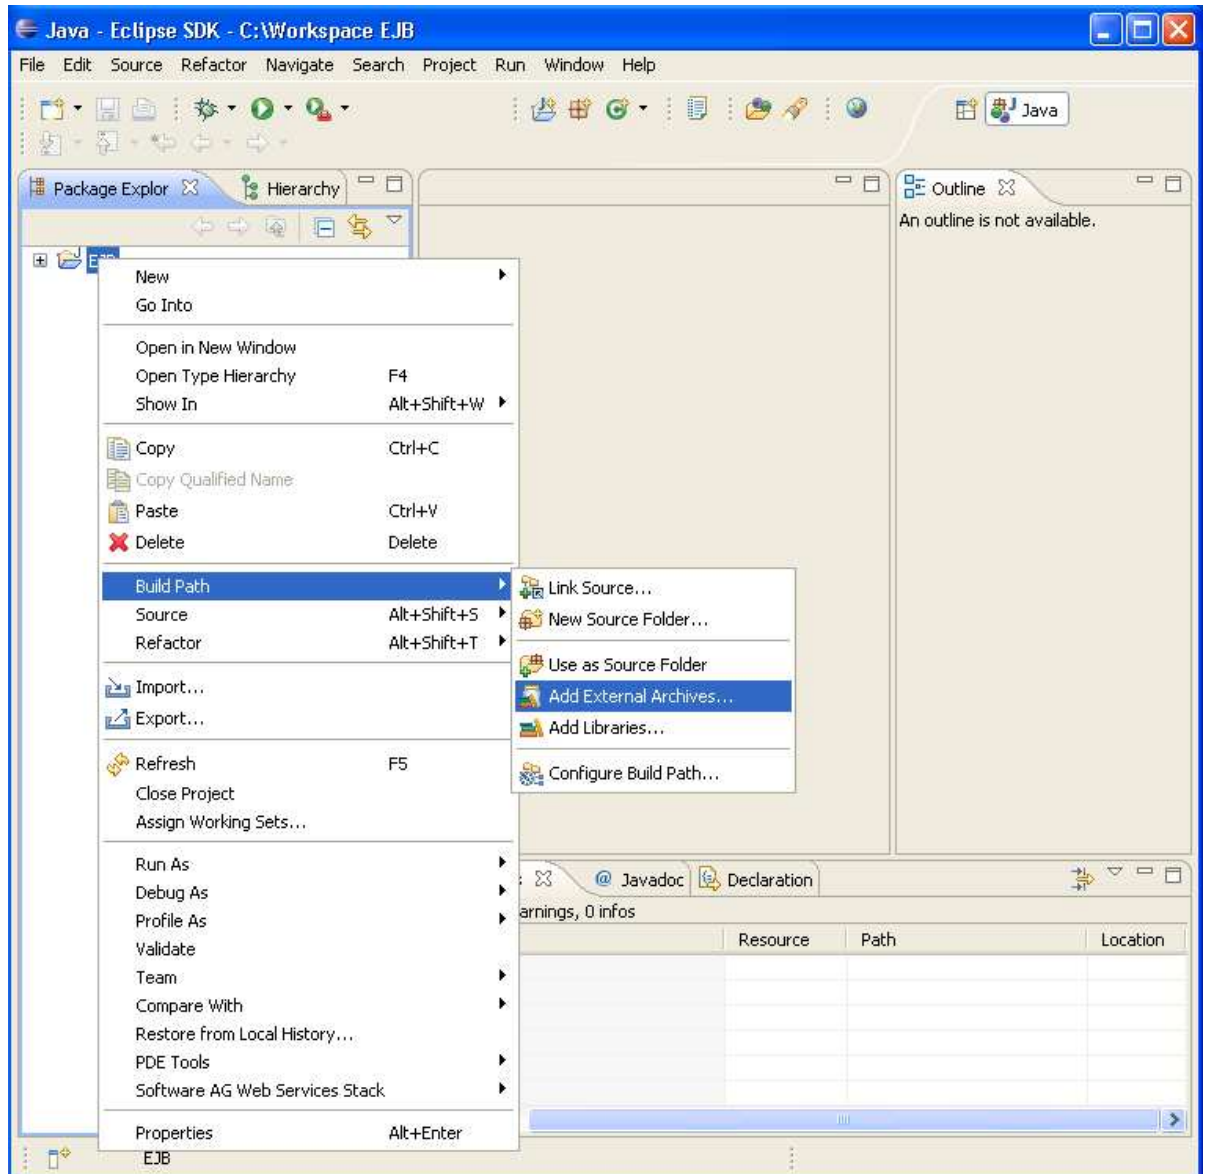 Java - Eclipse SDK - C:\Workspace EJB
File Edit Source Refactor Navigate Search Project Run Window Help
Java
Package Explor Hierarchy
Outline
An outline is not available.
New
Go Into
Open in New Window
Open Type Hierarchy F4
Show In Alt+Shift+W
Copy Ctrl+C
Copy Qualified Name
Paste Ctrl+V
Delete Delete
Build Path
Source Alt+Shift+S
Refactor Alt+Shift+T
Import...
Export...
Refresh F5
Close Project
Assign Working Sets...
Run As
Debug As
Profile As
Validate
Team
Compare With
Restore from Local History...
PDE Tools
Software AG Web Services Stack
Properties Alt+Enter
Link Source...
New Source Folder...
Use as Source Folder
Add External Archives...
Add Libraries...
Configure Build Path...
@ Javadoc Declaration
arnings, 0 infos
Resource Path Location
EJB